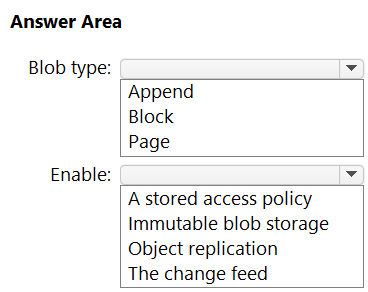 Answer Area
Blob type:
Append
Block
Page
Enable:
A stored access policy
Immutable blob storage
Object replication
The change feed